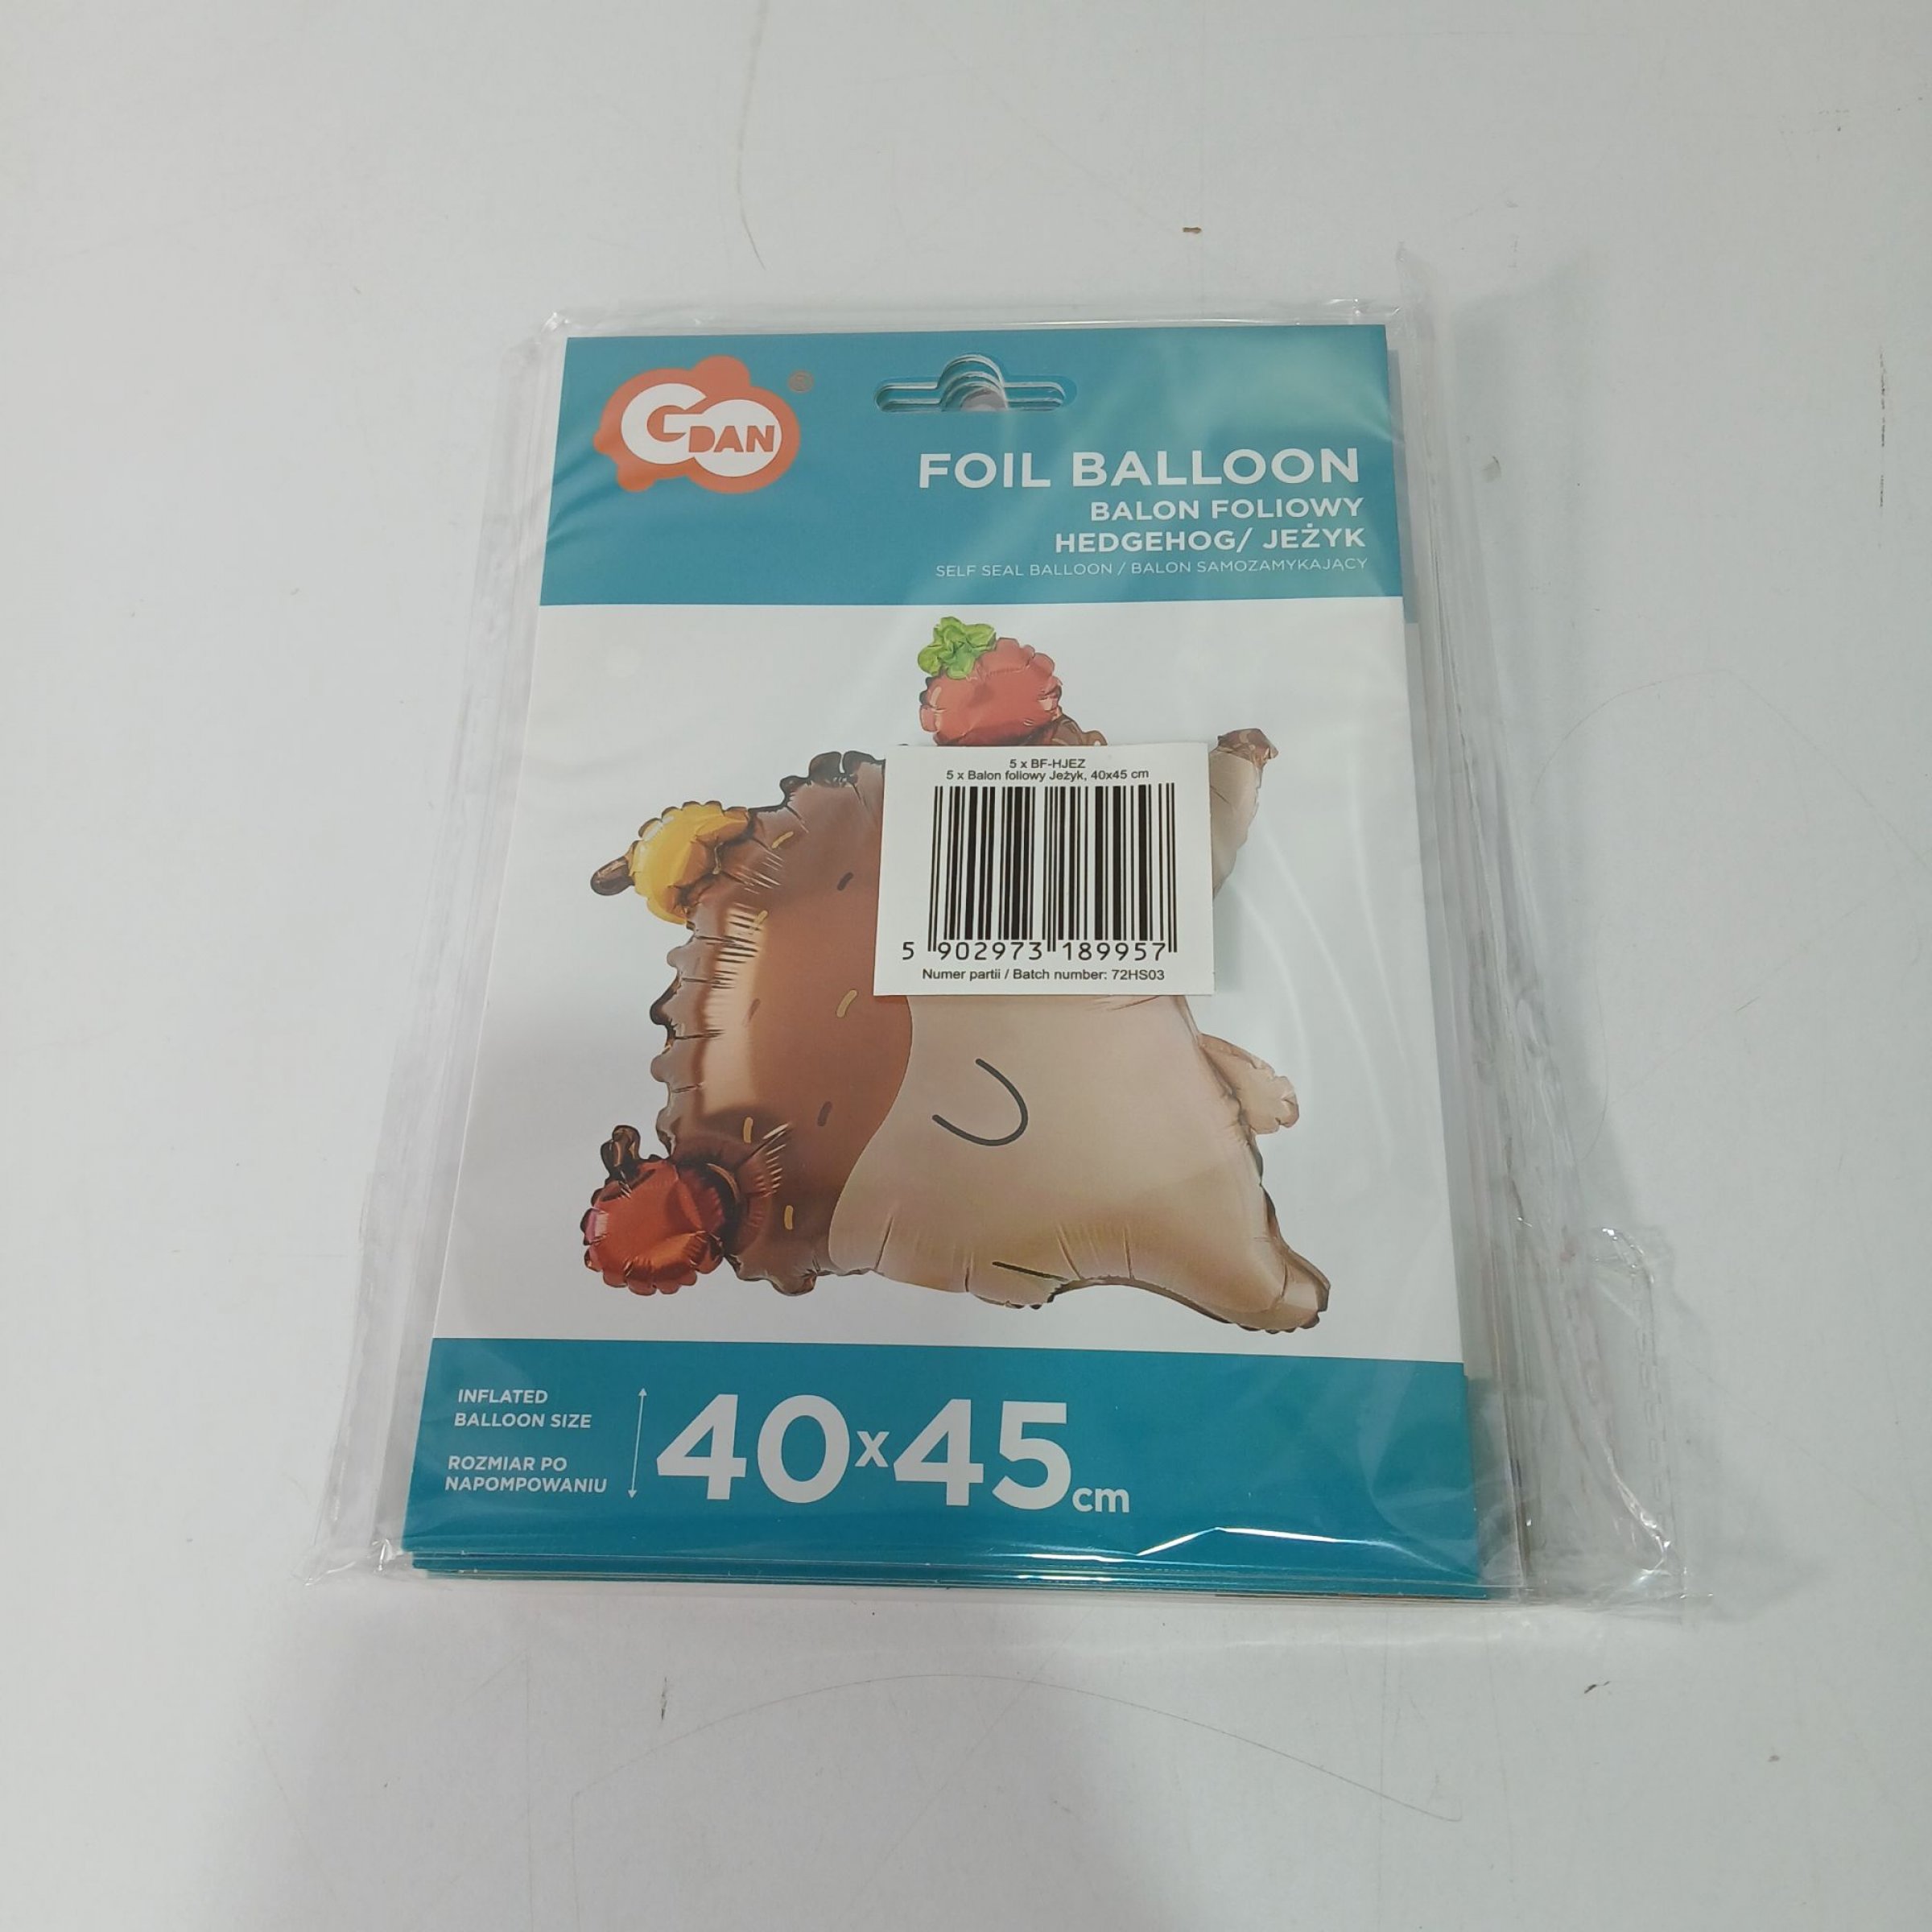 GoDAN ®
FOIL BALLOON
BALON FOLIOWY
HEDGEHOG/ JEŻYK
SELF SEAL BALLOON / BALON SAMOZAMYKAJĄCY
5 x BF-HJEZ
5 x Balon foliowy Jeżyk, 40x45 cm
5 902973 189957
Numer partii / Batch number: 72HS03
INFLATED
BALLOON SIZE
ROZMIAR PO
NAPOMPOWANIU
40x45cm